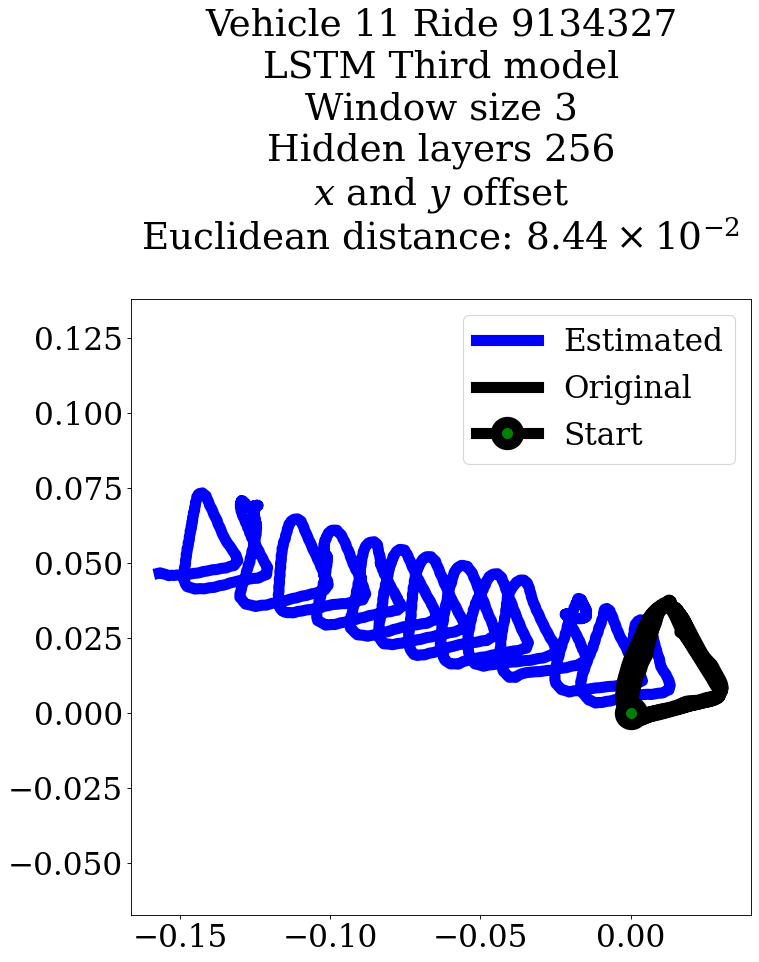 Vehicle 11 Ride 9134327
LSTM Third model
Window size 3
Hidden layers 256
x and y offset
Euclidean distance: 8.44 × 10⁻²
Estimated
Original
Start
0.125
0.100
0.075
0.050
0.025
0.000
−0.025
−0.050
−0.15 −0.10 −0.05 0.00